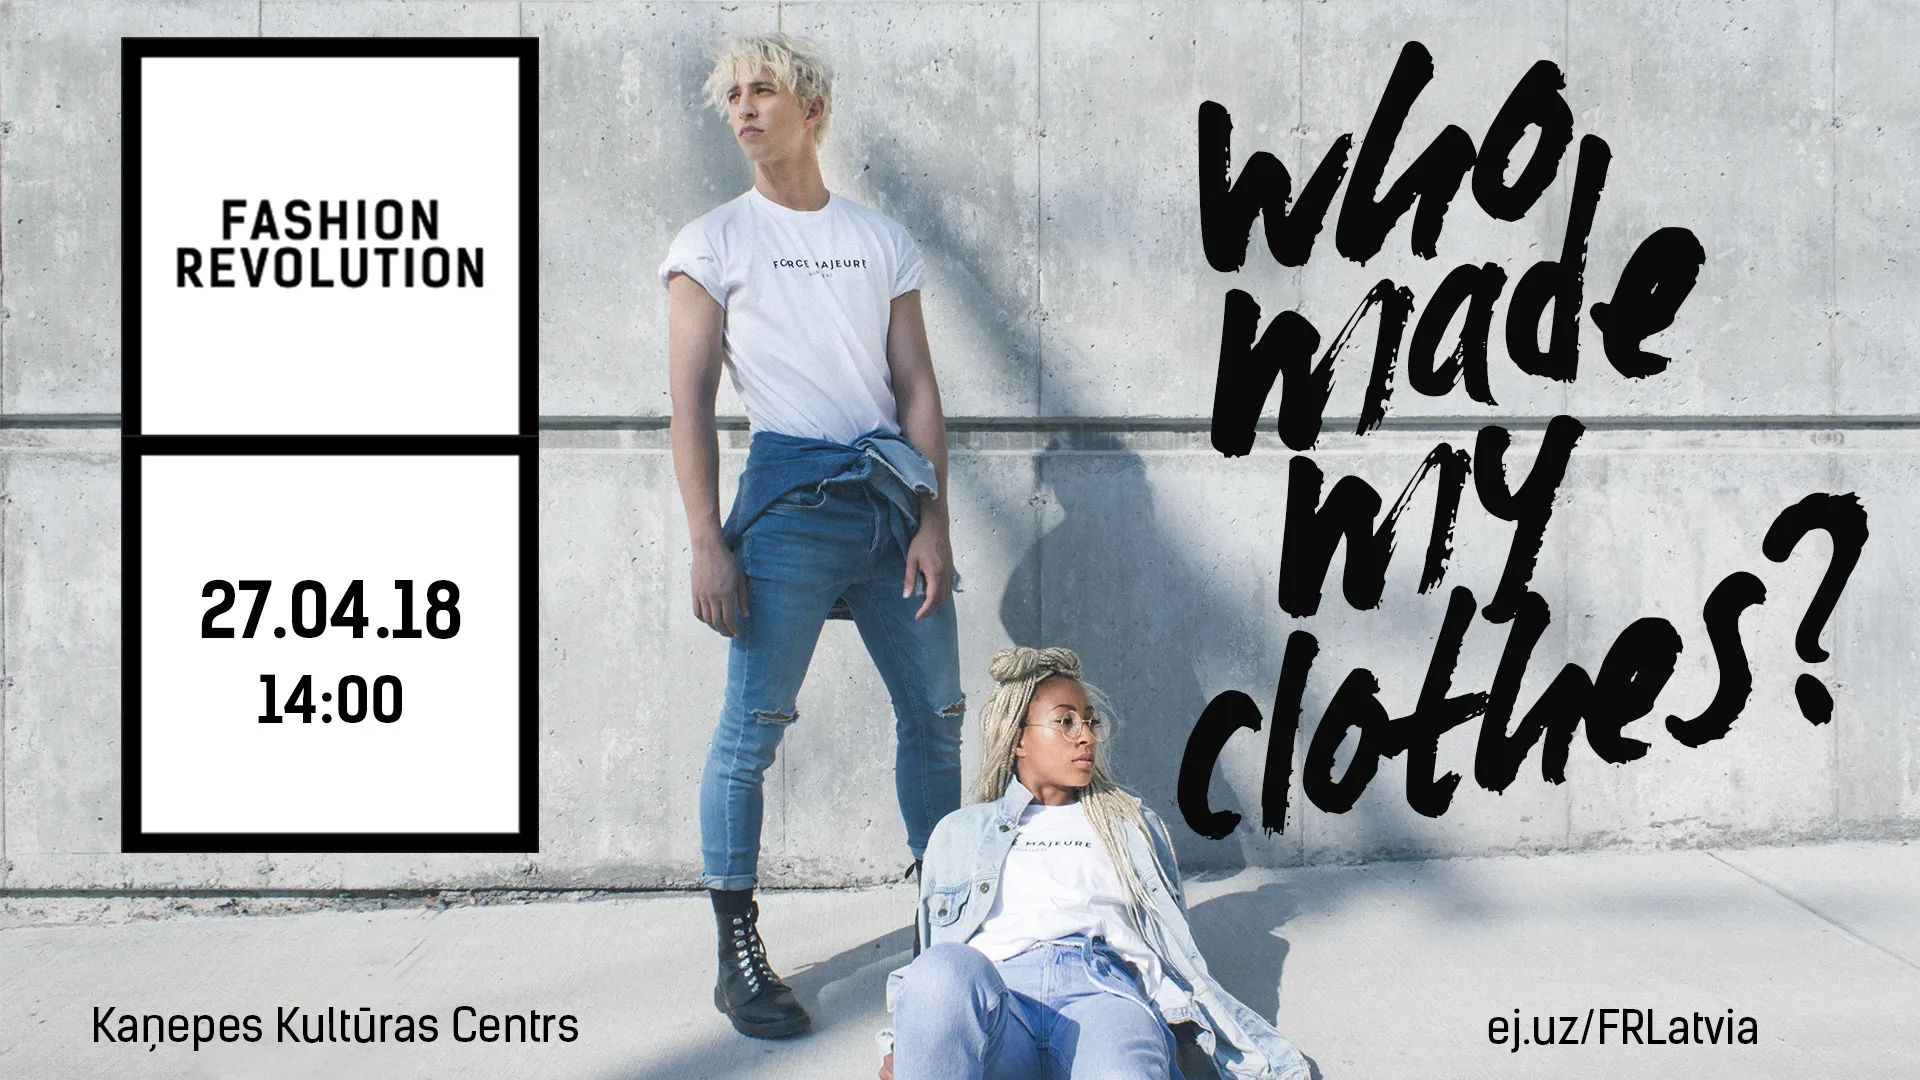 FASHION
REVOLUTION
27.04.18
14:00
who
made
my
clothes?
FORCE MAJEURE
MAJEURE
Kaņepes Kultūras Centrs
ej.uz/FRLatvia